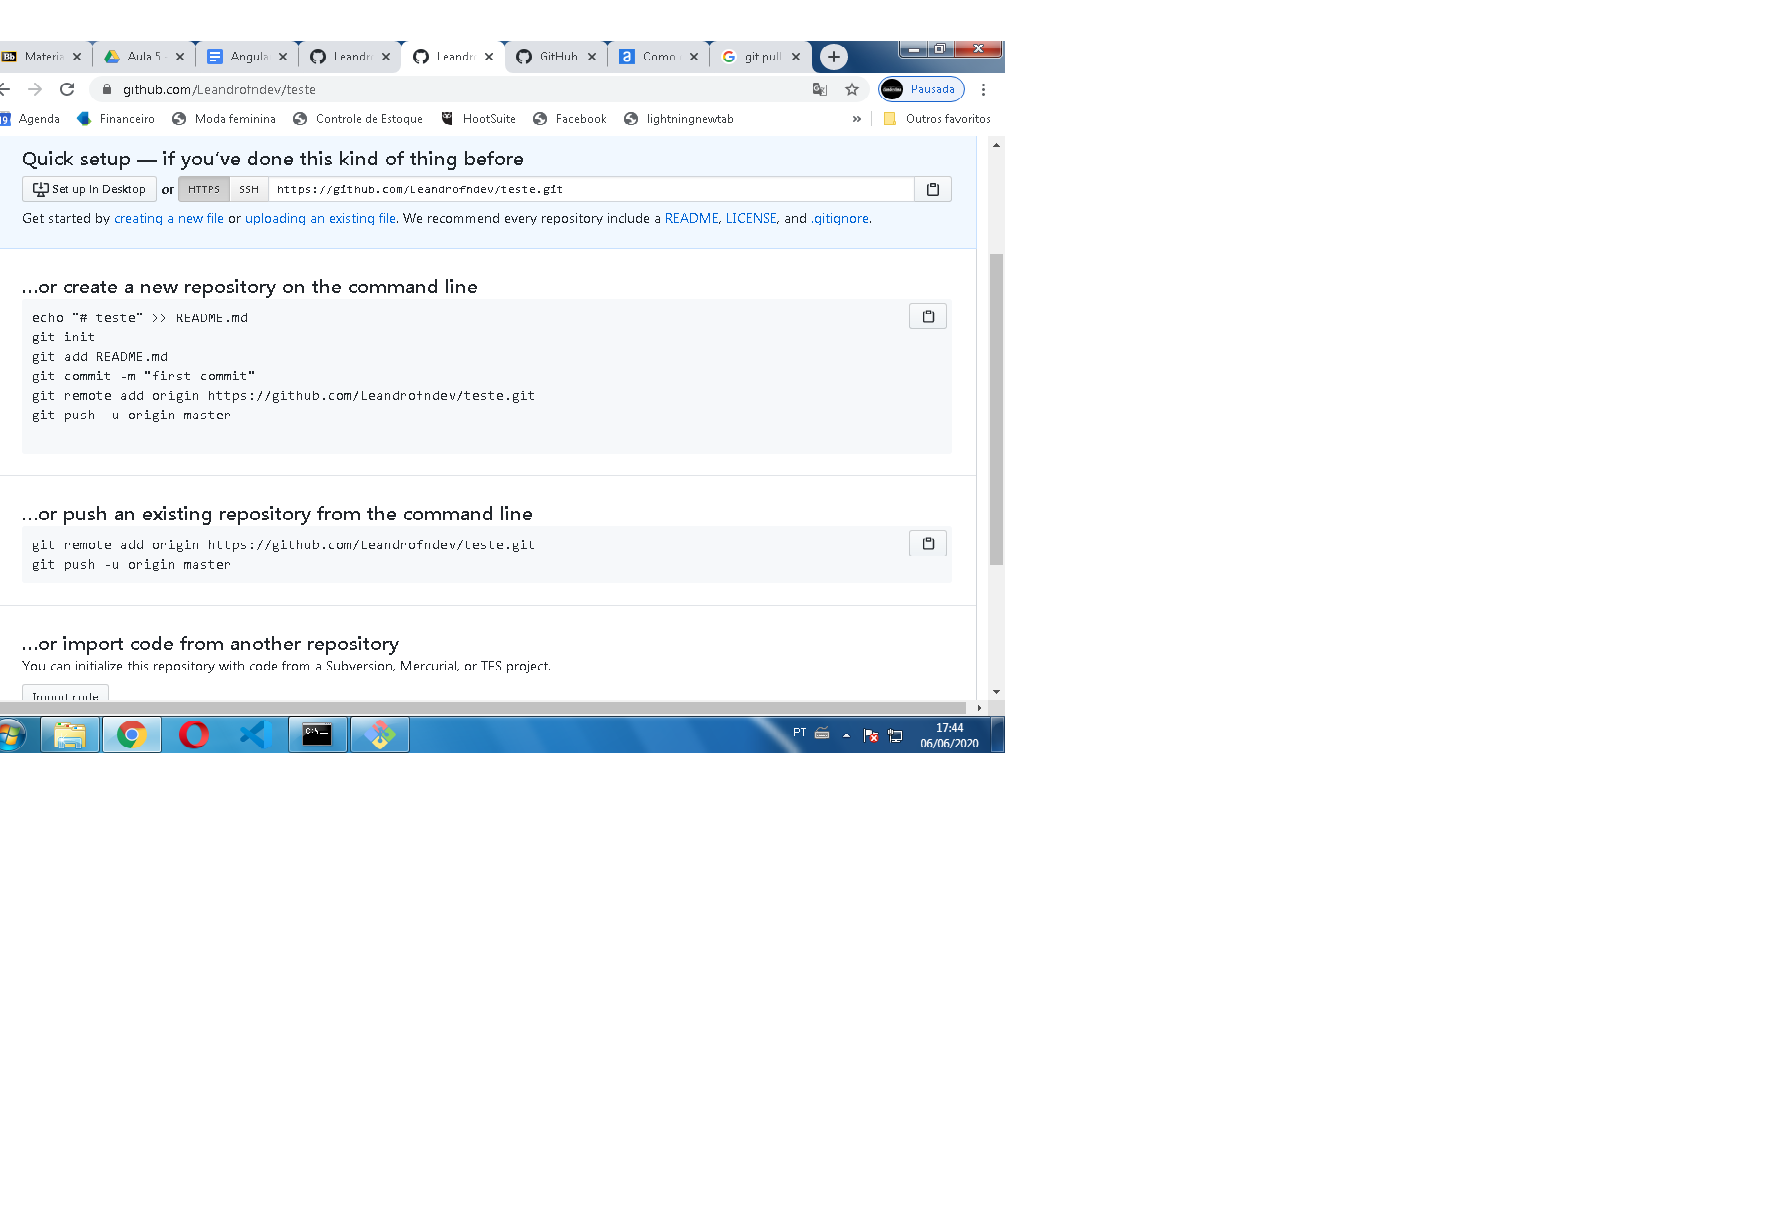 Bb Materia
Aula 5 -
Angula
Leandro
Leandro
GitHub
a Como
G git pull
github.com/Leandrofndev/teste
Pausada
19 Agenda
Financeiro
Moda feminina
Controle de Estoque
HootSuite
Facebook
lightningnewtab
»
Outros favoritos
Quick setup — if you've done this kind of thing before
Set up in Desktop or HTTPS SSH https://github.com/Leandrofndev/teste.git
Get started by creating a new file or uploading an existing file. We recommend every repository include a README, LICENSE, and .gitignore.
…or create a new repository on the command line
echo "# teste" >> README.md
git init
git add README.md
git commit -m "first commit"
git remote add origin https://github.com/Leandrofndev/teste.git
git push -u origin master
…or push an existing repository from the command line
git remote add origin https://github.com/Leandrofndev/teste.git
git push -u origin master
…or import code from another repository
You can initialize this repository with code from a Subversion, Mercurial, or TFS project.
Import code
C:\._
PT
17:44
06/06/2020